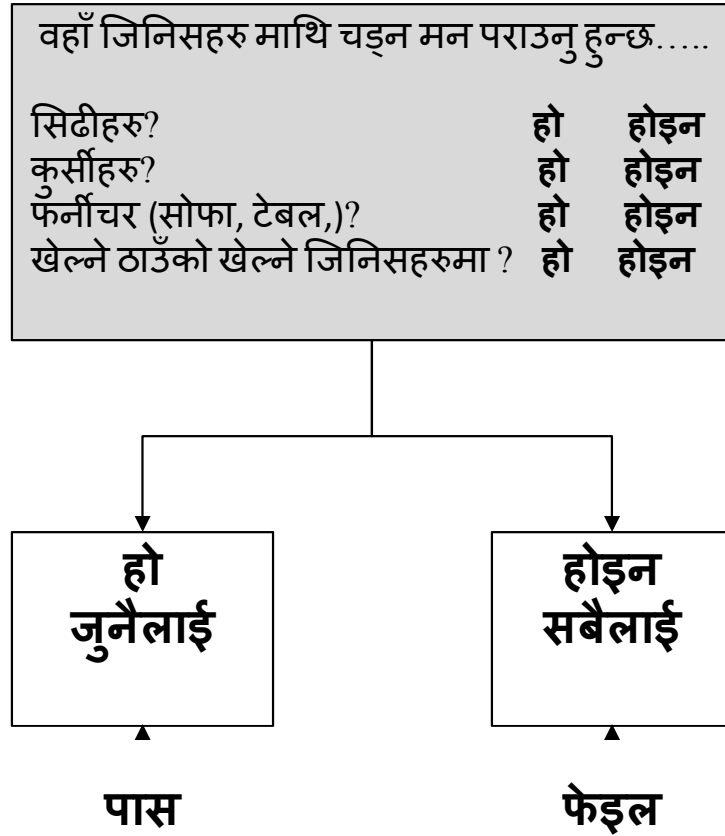 वहाँ जिनिसहरु माथि चड्न मन पराउनु हुन्छ…..
सिढीहरु? हो होइन
कुर्सीहरु? हो होइन
फर्नीचर (सोफा, टेबल,)? हो होइन
खेल्ने ठाउँको खेल्ने जिनिसहरुमा ? हो होइन
हो
जुनैलाई
होइन
सबैलाई
पास
फेइल